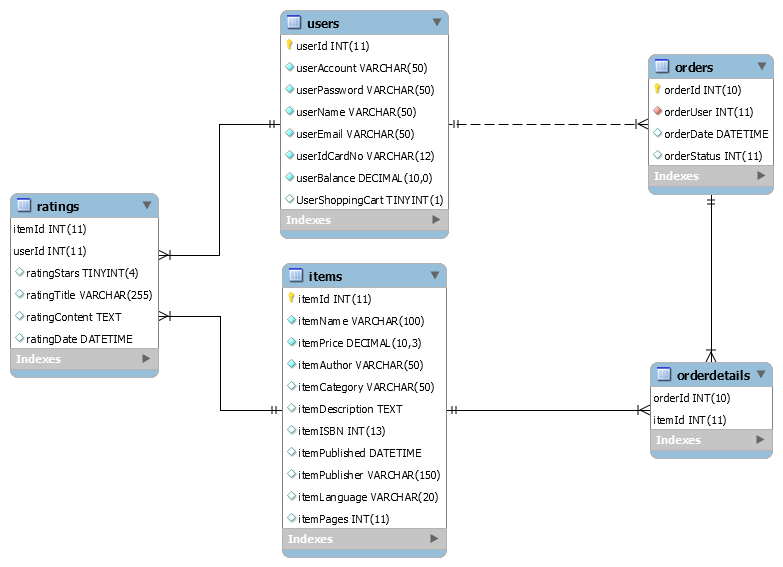 users
userId INT(11)
userAccount VARCHAR(50)
userPassword VARCHAR(50)
userName VARCHAR(50)
userEmail VARCHAR(50)
userIdCardNo VARCHAR(12)
userBalance DECIMAL(10,0)
UserShoppingCart TINYINT(1)
Indexes
orders
orderId INT(10)
orderUser INT(11)
orderDate DATETIME
orderStatus INT(11)
Indexes
ratings
itemId INT(11)
userId INT(11)
ratingStars TINYINT(4)
ratingTitle VARCHAR(255)
ratingContent TEXT
ratingDate DATETIME
Indexes
items
itemId INT(11)
itemName VARCHAR(100)
itemPrice DECIMAL(10,3)
itemAuthor VARCHAR(50)
itemCategory VARCHAR(50)
itemDescription TEXT
itemISBN INT(13)
itemPublished DATETIME
itemPublisher VARCHAR(150)
itemLanguage VARCHAR(20)
itemPages INT(11)
Indexes
orderdetails
orderId INT(10)
itemId INT(11)
Indexes